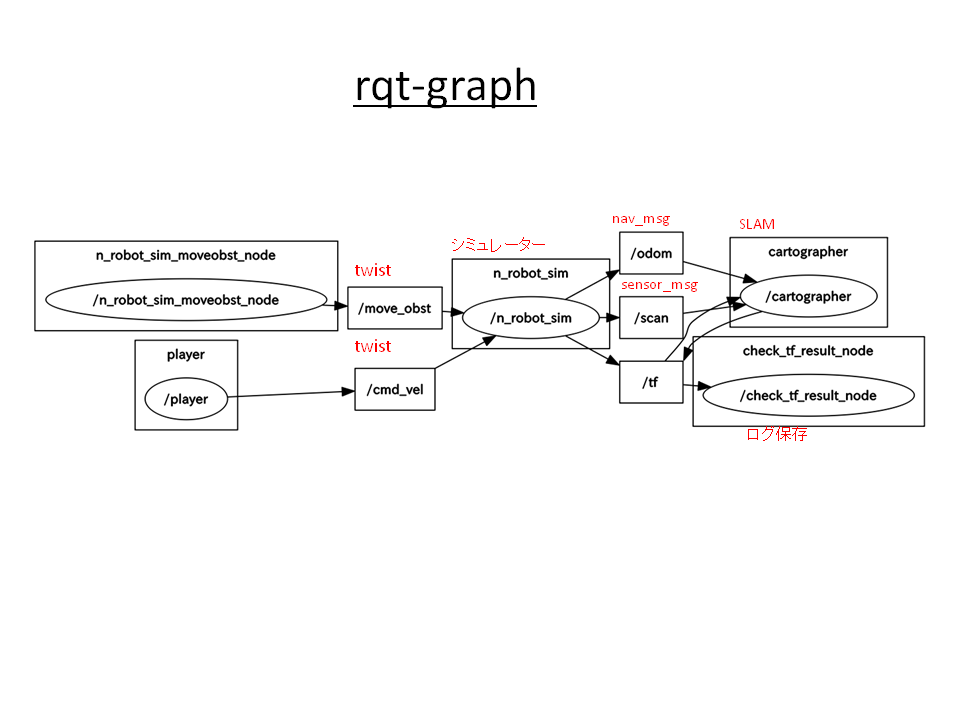 rqt-graph
nav_msg
SLAM
シミュレーター
n_robot_sim_moveobst_node
/n_robot_sim_moveobst_node
twist
/move_obst
n_robot_sim
/n_robot_sim
/odom
sensor_msg
/scan
cartographer
/cartographer
player
/player
twist
/cmd_vel
/tf
check_tf_result_node
/check_tf_result_node
ログ保存